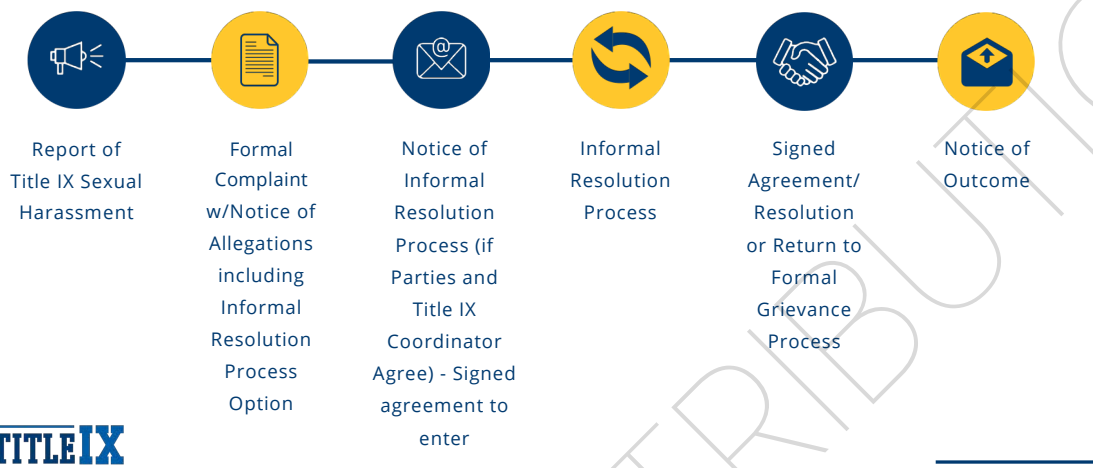 Report of
Title IX Sexual
Harassment
Formal
Complaint
w/Notice of
Allegations
including
Informal
Resolution
Process
Option
Notice of
Informal
Resolution
Process (if
Parties and
Title IX
Coordinator
Agree) - Signed
agreement to
enter
Informal
Resolution
Process
Signed
Agreement/
Resolution
or Return to
Formal
Grievance
Process
Notice of
Outcome
TITLE IX
TRIBUTIO